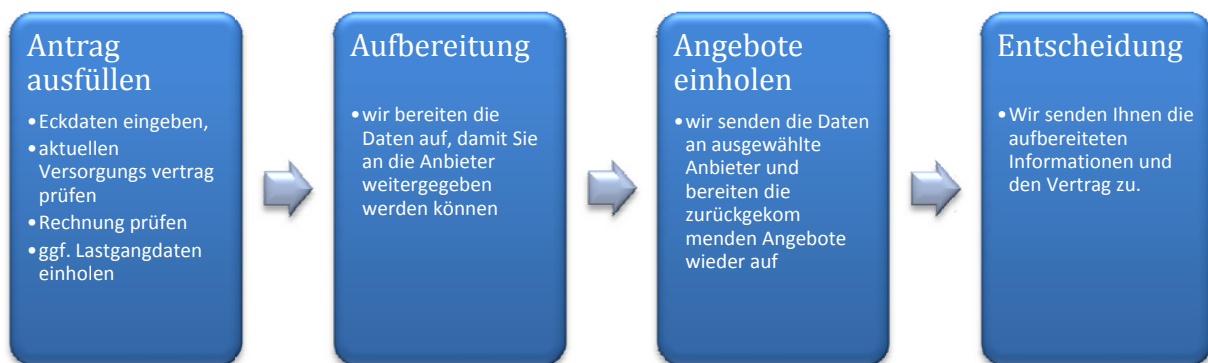 Antrag
ausfüllen
•Eckdaten eingeben,
•aktuellen
Versorgungs vertrag
prüfen
•Rechnung prüfen
•ggf. Lastgangdaten
einholen
Aufbereitung
•wir bereiten die
Daten auf, damit Sie
an die Anbieter
weitergegeben
werden können
Angebote
einholen
•wir senden die Daten
an ausgewählte
Anbieter und
bereiten die
zurückgekom
menden Angebote
wieder auf
Entscheidung
•Wir senden Ihnen die
aufbereiteten
Informationen und
den Vertrag zu.